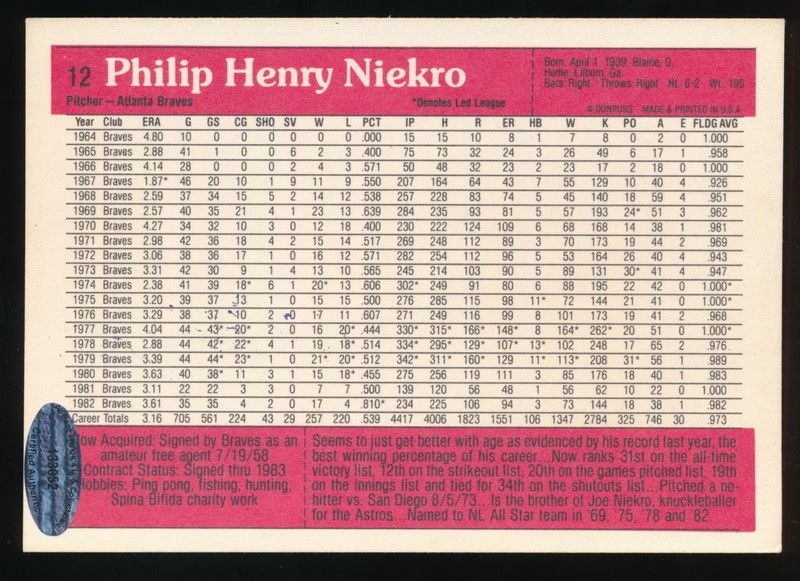 12 Philip Henry Niekro
Pitcher – Atlanta Braves
*Denotes Led League
Born: April 1, 1939, Blaine, O.
Home: Lilburn, Ga.
Bats: Right Throws: Right Ht. 6-2 Wt. 195
© DONRUSS MADE & PRINTED IN U.S.A.
Year Club ERA G GS CG SHO SV W L PCT IP H R ER HB W K PO A E FLDG AVG
1964 Braves 4.80 10 0 0 0 0 0 0 .000 15 15 10 8 1 7 8 0 2 0 1.000
1965 Braves 2.88 41 1 0 0 6 2 3 .400 75 73 32 24 3 26 49 6 17 1 .958
1966 Braves 4.14 28 0 0 0 2 4 3 .571 50 48 32 23 2 23 17 2 18 0 1.000
1967 Braves 1.87* 46 20 10 1 9 11 9 .550 207 164 64 43 7 55 129 10 40 4 .926
1968 Braves 2.59 37 34 15 5 2 14 12 .538 257 228 83 74 5 45 140 18 59 4 .951
1969 Braves 2.57 40 35 21 4 1 23 13 .639 284 235 93 81 5 57 193 24* 51 3 .962
1970 Braves 4.27 34 32 10 3 0 12 18 .400 230 222 124 109 6 68 168 14 38 1 .981
1971 Braves 2.98 42 36 18 4 2 15 14 .517 269 248 112 89 3 70 173 19 44 2 .969
1972 Braves 3.06 38 36 17 1 0 16 12 .571 282 254 112 96 5 53 164 26 40 4 .943
1973 Braves 3.31 42 30 9 1 4 13 10 .565 245 214 103 90 5 89 131 30* 41 4 .947
1974 Braves 2.38 41 39 18* 6 1 20* 13 .606 302* 249 91 80 6 88 195 22 42 0 1.000*
1975 Braves 3.20 39 37 13 1 0 15 15 .500 276 285 115 98 11* 72 144 21 41 0 1.000*
1976 Braves 3.29 38 37 10 2 0 17 11 .607 271 249 116 99 8 101 173 19 41 2 .968
1977 Braves 4.04 44 43* 20* 2 0 16 20* .444 330* 315* 166* 148* 8 164* 262* 20 51 0 1.000*
1978 Braves 2.88 44 42* 22* 4 1 19 18* .514 334* 295* 129* 107* 13* 102 248 17 65 2 .976
1979 Braves 3.39 44 44* 23* 1 0 21* 20* .512 342* 311* 160* 129 11* 113* 208 31* 56 1 .989
1980 Braves 3.63 40 38* 11 3 1 15 18* .455 275 256 119 111 3 85 176 18 40 1 .983
1981 Braves 3.11 22 22 3 3 0 7 7 .500 139 120 56 48 1 56 62 10 22 0 1.000
1982 Braves 3.61 35 35 4 2 0 17 4 .810* 234 225 106 94 3 73 144 18 38 1 .982
Career Totals 3.16 705 561 224 43 29 257 220 .539 4417 4006 1823 1551 106 1347 2784 325 746 30 .973
ow Acquired: Signed by Braves as an
amateur free agent 7/19/58
Contract Status: Signed thru 1983
Hobbies: Ping pong, fishing, hunting,
Spina Bifida charity work
Seems to just get better with age as evidenced by his record last year, the
best winning percentage of his career...Now ranks 31st on the all-time
victory list, 12th on the strikeout list, 20th on the games pitched list, 19th
on the innings list and tied for 34th on the shutouts list... Pitched a no-
hitter vs. San Diego 8/5/73... Is the brother of Joe Niekro, knuckleballer
for the Astros... Named to NL All Star team in '69, '75, '78 and '82.